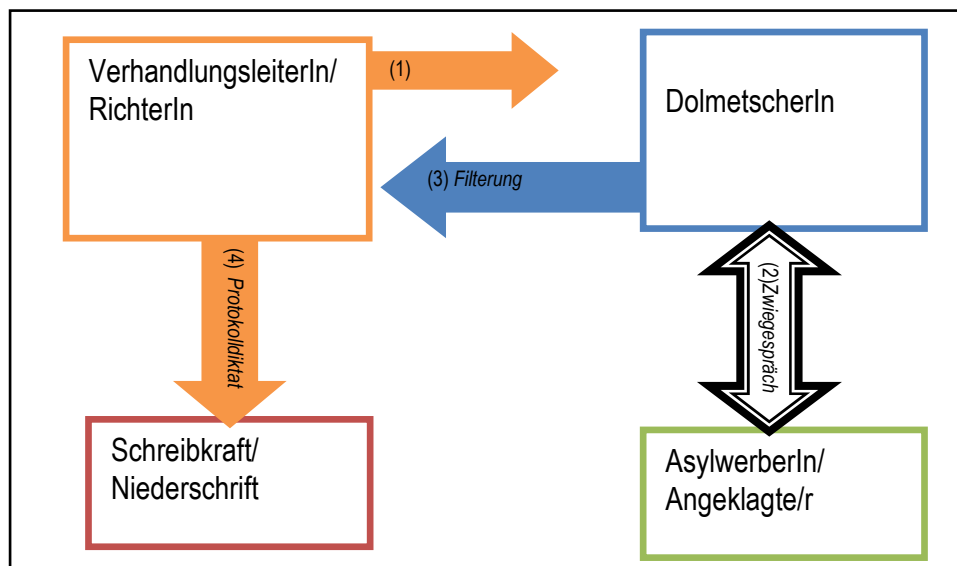 VerhandlungsleiterIn/
RichterIn
(1)
DolmetscherIn
(3) Filterung
(4) Protokolldiktat
(2)Zwiegespräch
Schreibkraft/
Niederschrift
AsylwerberIn/
Angeklagte/r